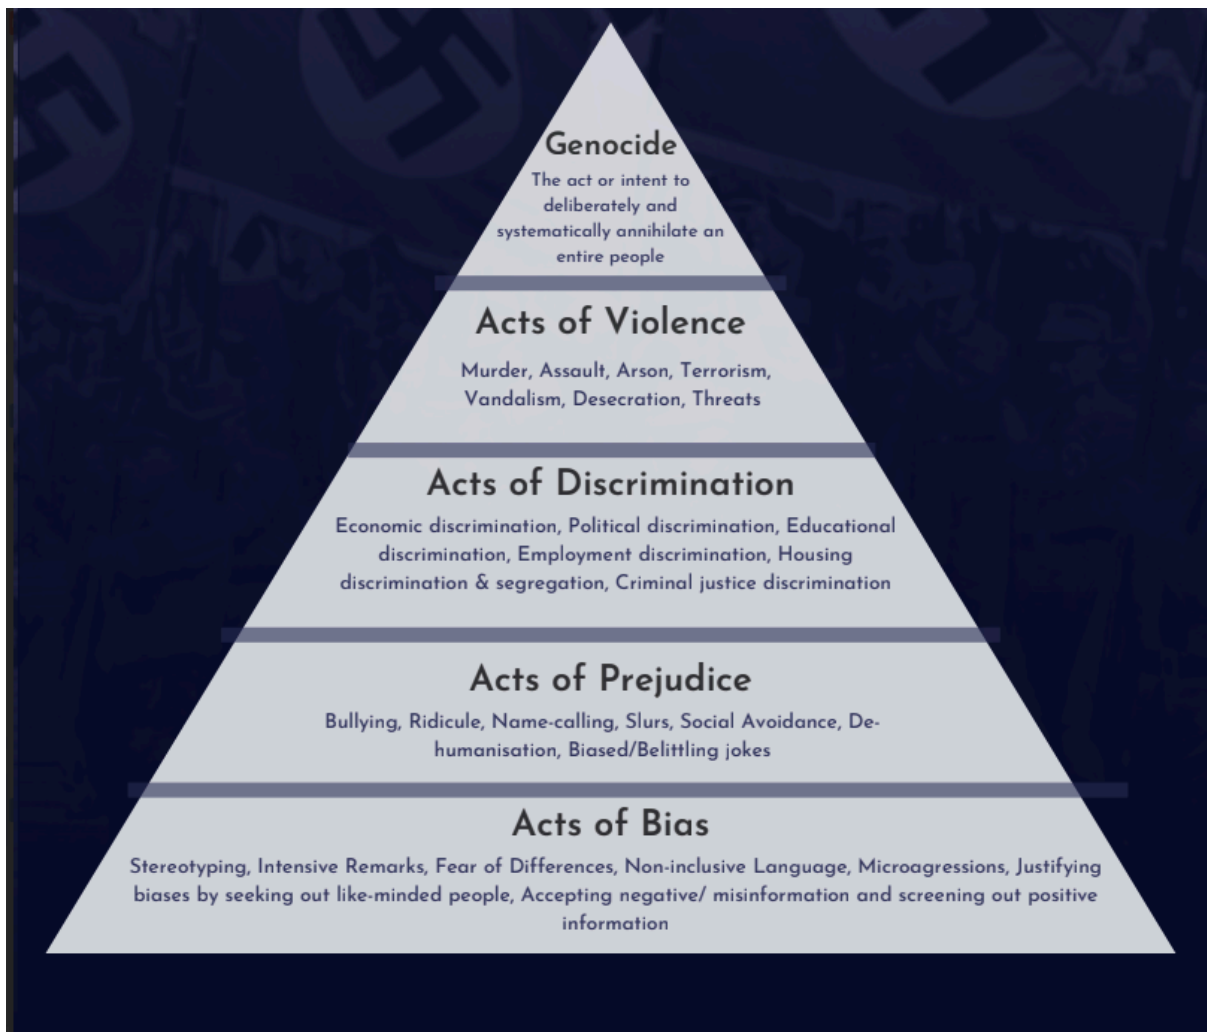 Genocide
The act or intent to
deliberately and
systematically annihilate an
entire people
Acts of Violence
Murder, Assault, Arson, Terrorism,
Vandalism, Desecration, Threats
Acts of Discrimination
Economic discrimination, Political discrimination, Educational
discrimination, Employment discrimination, Housing
discrimination & segregation, Criminal justice discrimination
Acts of Prejudice
Bullying, Ridicule, Name-calling, Slurs, Social Avoidance, De-
humanisation, Biased/Belittling jokes
Acts of Bias
Stereotyping, Intensive Remarks, Fear of Differences, Non-inclusive Language, Microagressions, Justifying
biases by seeking out like-minded people, Accepting negative/ misinformation and screening out positive
information